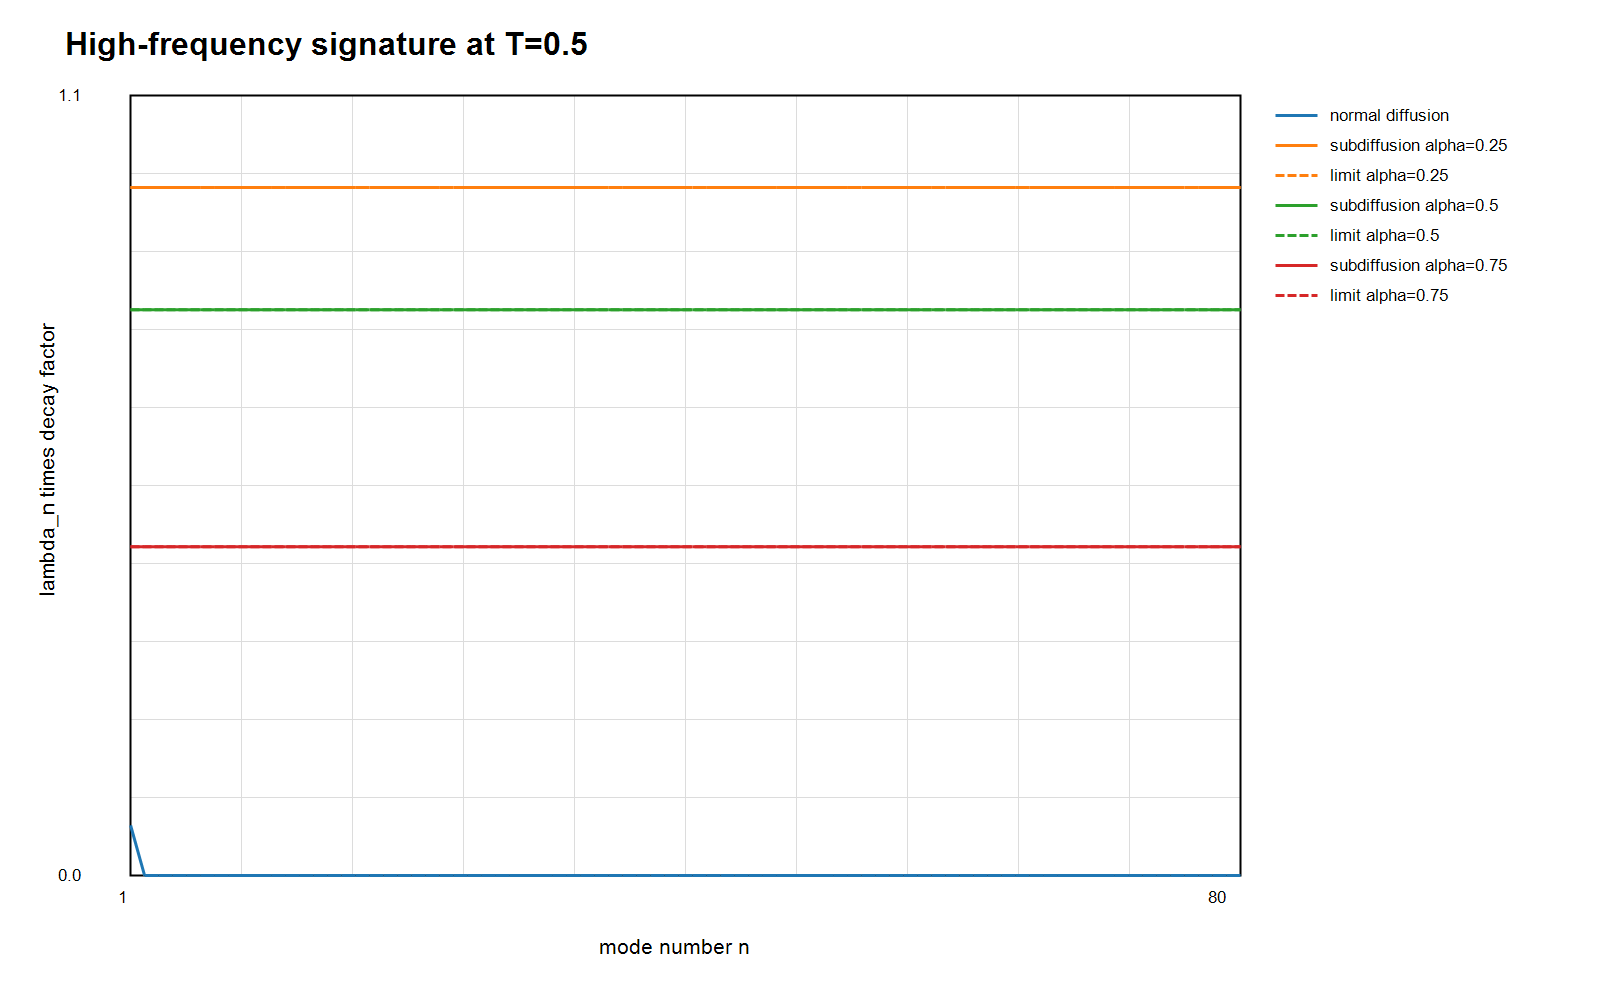 High-frequency signature at T=0.5
1.1
normal diffusion
subdiffusion alpha=0.25
limit alpha=0.25
subdiffusion alpha=0.5
limit alpha=0.5
subdiffusion alpha=0.75
limit alpha=0.75
lambda_n times decay factor
0.0
1
80
mode number n